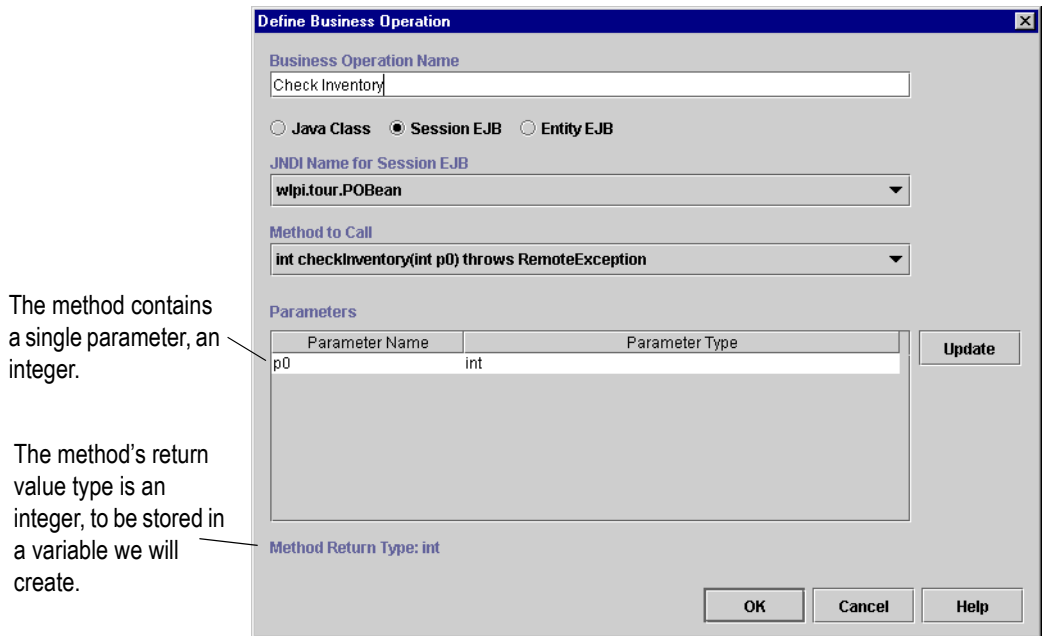 Define Business Operation
Business Operation Name
Check Inventory
Java Class Session EJB Entity EJB
JNDI Name for Session EJB
wlpi.tour.POBean
Method to Call
int checkInventory(int p0) throws RemoteException
The method contains
a single parameter, an
integer.
Parameters
Parameter Name Parameter Type
p0 int
Update
The method’s return
value type is an
integer, to be stored in
a variable we will
create.
Method Return Type: int
OK Cancel Help